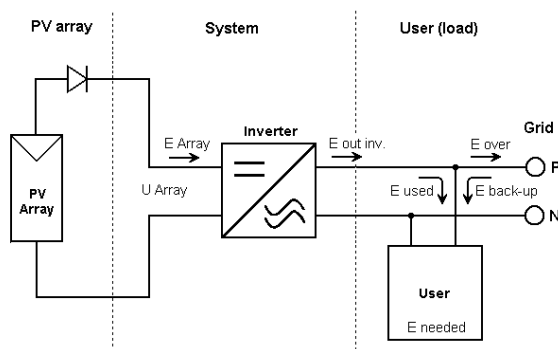 PV array
System
User (load)
Inverter
Grid
E Array
E out inv.
E over
P
PV
Array
U Array
E used
E back-up
N
User
E needed